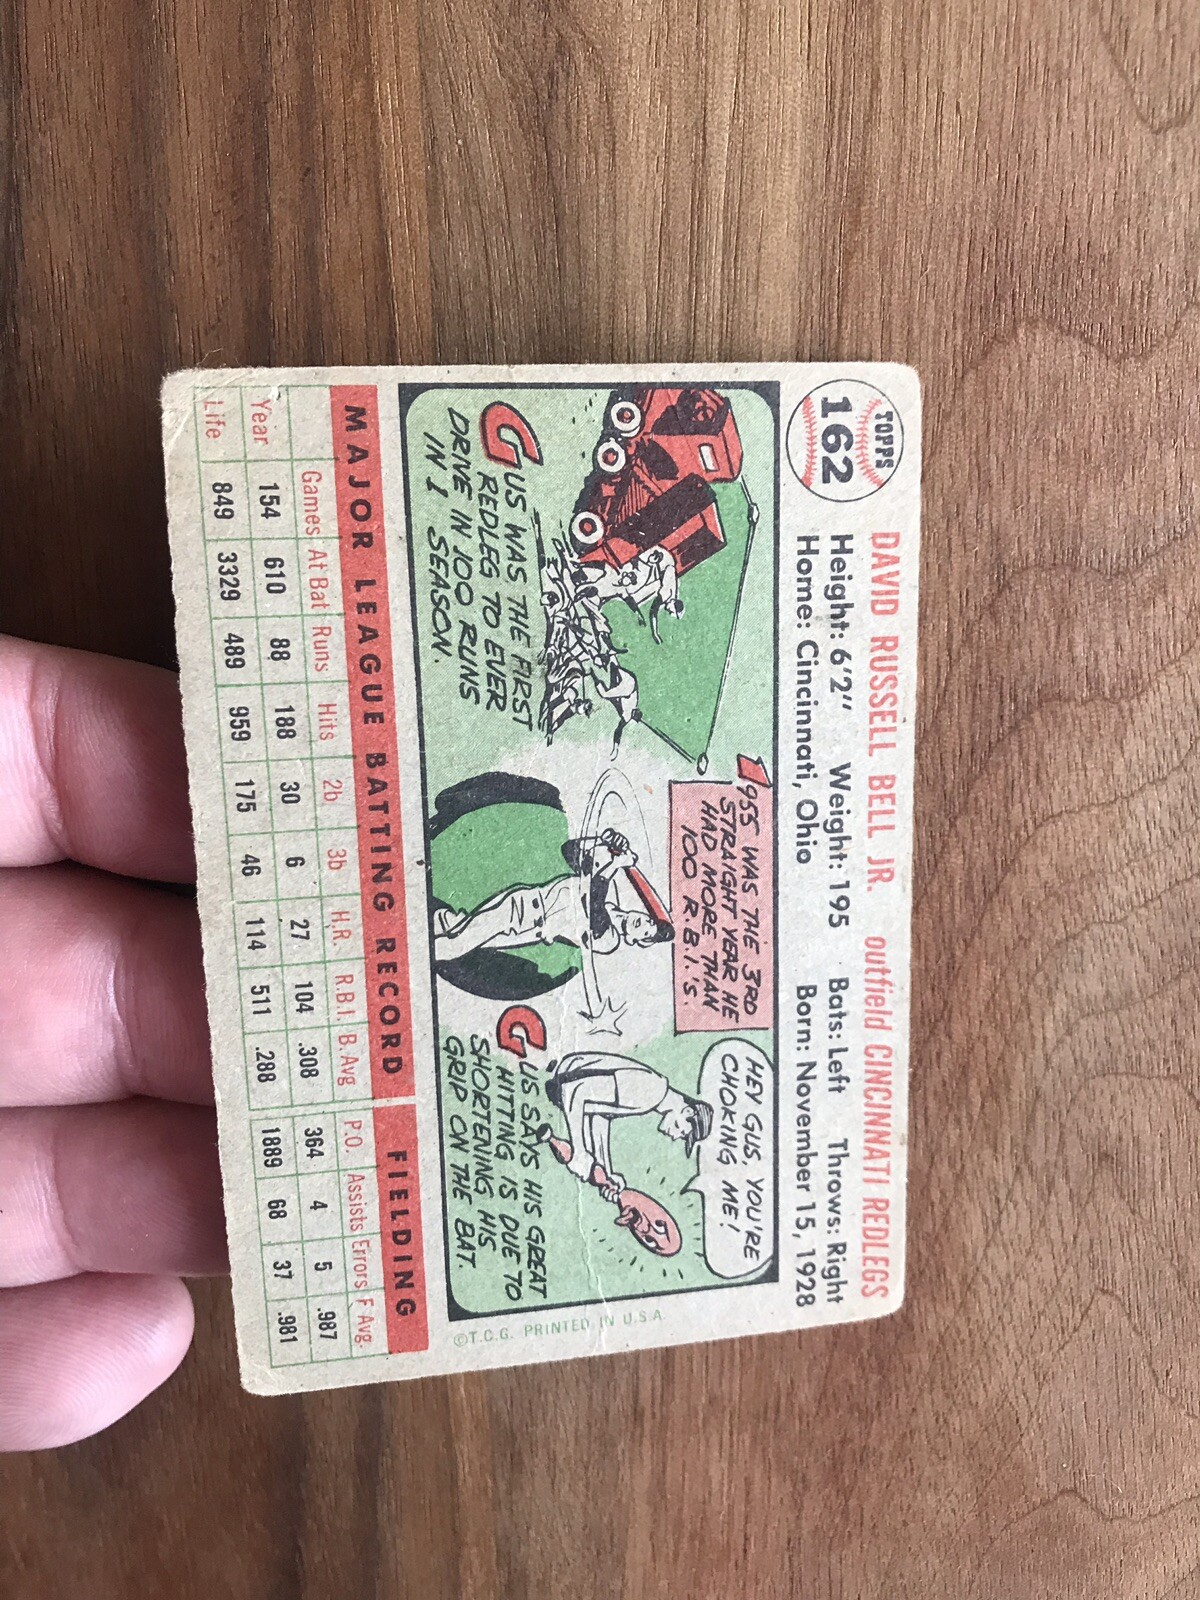 TOPPS
162
DAVID RUSSELL BELL JR. outfield CINCINNATI REDLEGS
Height: 6'2" Weight: 195 Bats: Left Throws: Right
Home: Cincinnati, Ohio Born: November 15, 1928
GUS WAS THE FIRST
REDLEG TO EVER
DRIVE IN 100 RUNS
IN 1 SEASON.
1955 WAS THE 3RD
STRAIGHT YEAR HE
HAD MORE THAN
100 R.B.I.'S.
HEY GUS, YOU'RE
CHOKING ME!
GUS SAYS HIS GREAT
HITTING IS DUE TO
SHORTENING HIS
GRIP ON THE BAT.
©T.C.G. PRINTED IN U.S.A.
MAJOR LEAGUE BATTING RECORD FIELDING
Games At Bat Runs Hits 2b 3b H.R. R.B.I. B. Avg P.O. Assists Errors F. Avg.
Year 154 610 88 188 30 6 27 104 .308 364 4 5 .987
Life 849 3329 489 959 175 46 114 511 .288 1889 68 37 .981